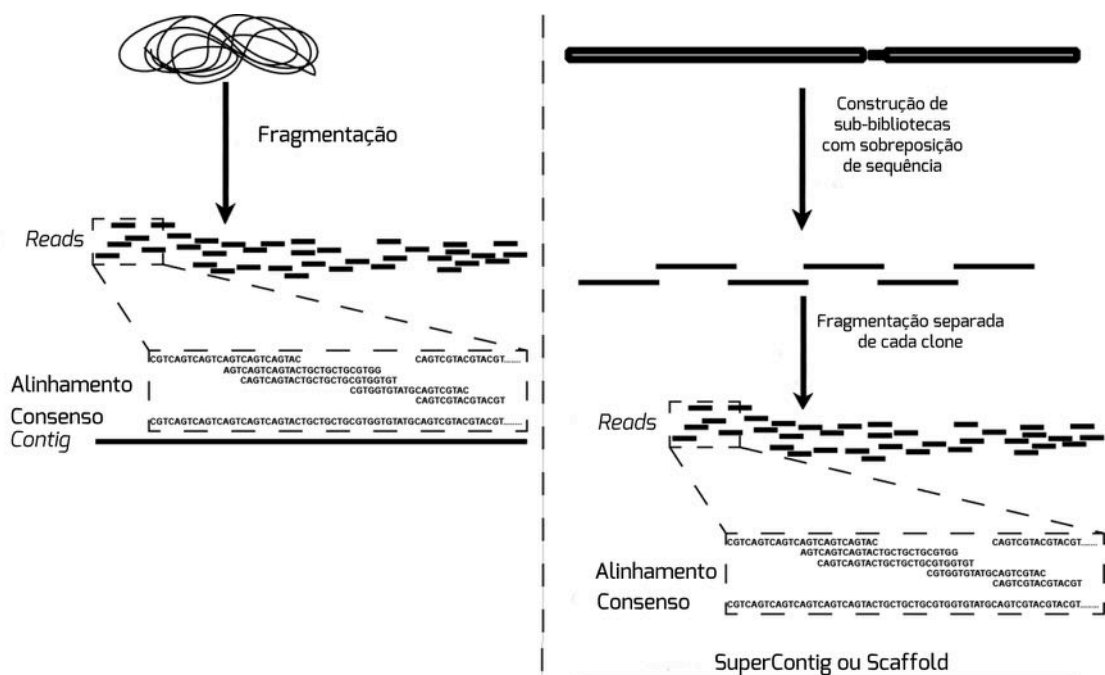 Fragmentação
Reads
CGTCAGTCAGTCAGTCAGTCAGTAC
CAGTCGTACGTACGT........
AGTCAGTCAGTACTGCTGCTGCGTGG
CAGTCAGTACTGCTGCTGCGTGGTGT
CGTGGTGTATGCAGTCGTAC
CAGTCGTACGTACGT
Alinhamento
Consenso
CGTCAGTCAGTCAGTCAGTCAGTACTGCTGCTGCGTGGTGTATGCAGTCGTACGTACGT........
Contig
Construção de
sub-bibliotecas
com sobreposição
de sequência
Fragmentação separada
de cada clone
Reads
CGTCAGTCAGTCAGTCAGTCAGTAC
CAGTCGTACGTACGT........
AGTCAGTCAGTACTGCTGCTGCGTGG
CAGTCAGTACTGCTGCTGCGTGGTGT
CGTGGTGTATGCAGTCGTAC
CAGTCGTACGTACGT
Alinhamento
Consenso
CGTCAGTCAGTCAGTCAGTCAGTACTGCTGCTGCGTGGTGTATGCAGTCGTACGTACGT........
SuperContig ou Scaffold